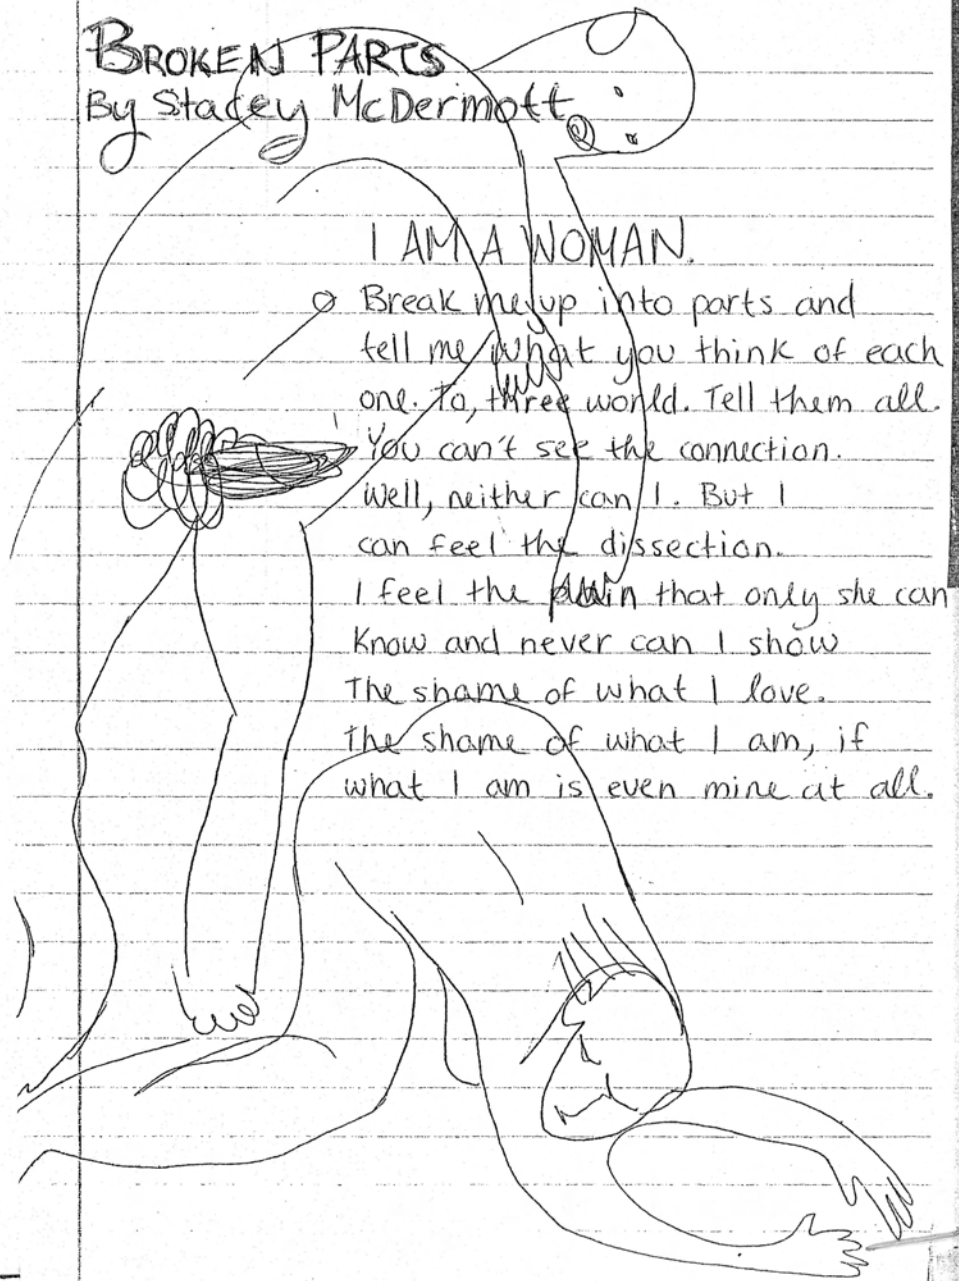 BROKEN PARTS
By Stacey McDermott
I AM A WOMAN.
Break me up into parts and
tell me what you think of each
one. To, three world. Tell them all.
You can't see the connection.
Well, neither can I. But I
can feel the dissection.
I feel the pain that only she can
Know and never can I show
The shame of what I love.
The shame of what I am, if
what I am is even mine at all.